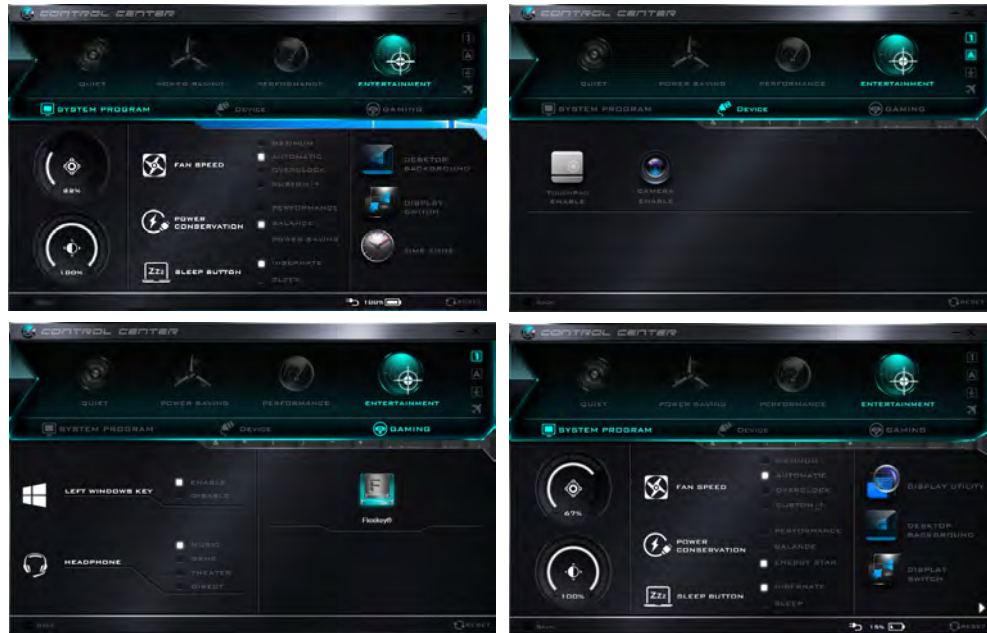 CONTROL CENTER
QUIET
POWER SAVING
PERFORMANCE
ENTERTAINMENT
SYSTEM PROGRAM
DEVICE
GAMING
FAN SPEED
MAXIMUM
AUTOMATIC
OVERCLOCK
POWER CONSERVATION
PERFORMANCE
BALANCE
POWER SAVING
SLEEP BUTTON
HIBERNATE
SLEEP
DESKTOP
BACKGROUND
DISPLAY
SWITCH
TIME ZONE
100%
100%
RESET
CONTROL CENTER
QUIET
POWER SAVING
PERFORMANCE
ENTERTAINMENT
SYSTEM PROGRAM
DEVICE
GAMING
TOUCHPAD
ENABLE
CAMERA
ENABLE
RESET
CONTROL CENTER
QUIET
POWER SAVING
PERFORMANCE
ENTERTAINMENT
SYSTEM PROGRAM
DEVICE
GAMING
LEFT WINDOWS KEY
ENABLE
DISABLE
Flexikey®
HEADPHONE
MUSIC
GAME
THEATER
DIRECT
RESET
CONTROL CENTER
QUIET
POWER SAVING
PERFORMANCE
ENTERTAINMENT
SYSTEM PROGRAM
DEVICE
GAMING
67%
100%
FAN SPEED
MAXIMUM
AUTOMATIC
OVERCLOCK
POWER
CONSERVATION
PERFORMANCE
BALANCE
ENERGY STAR
SLEEP BUTTON
HIBERNATE
SLEEP
DISPLAY UTILITY
DESKTOP
BACKGROUND
DISPLAY
SWITCH
15%
RESET